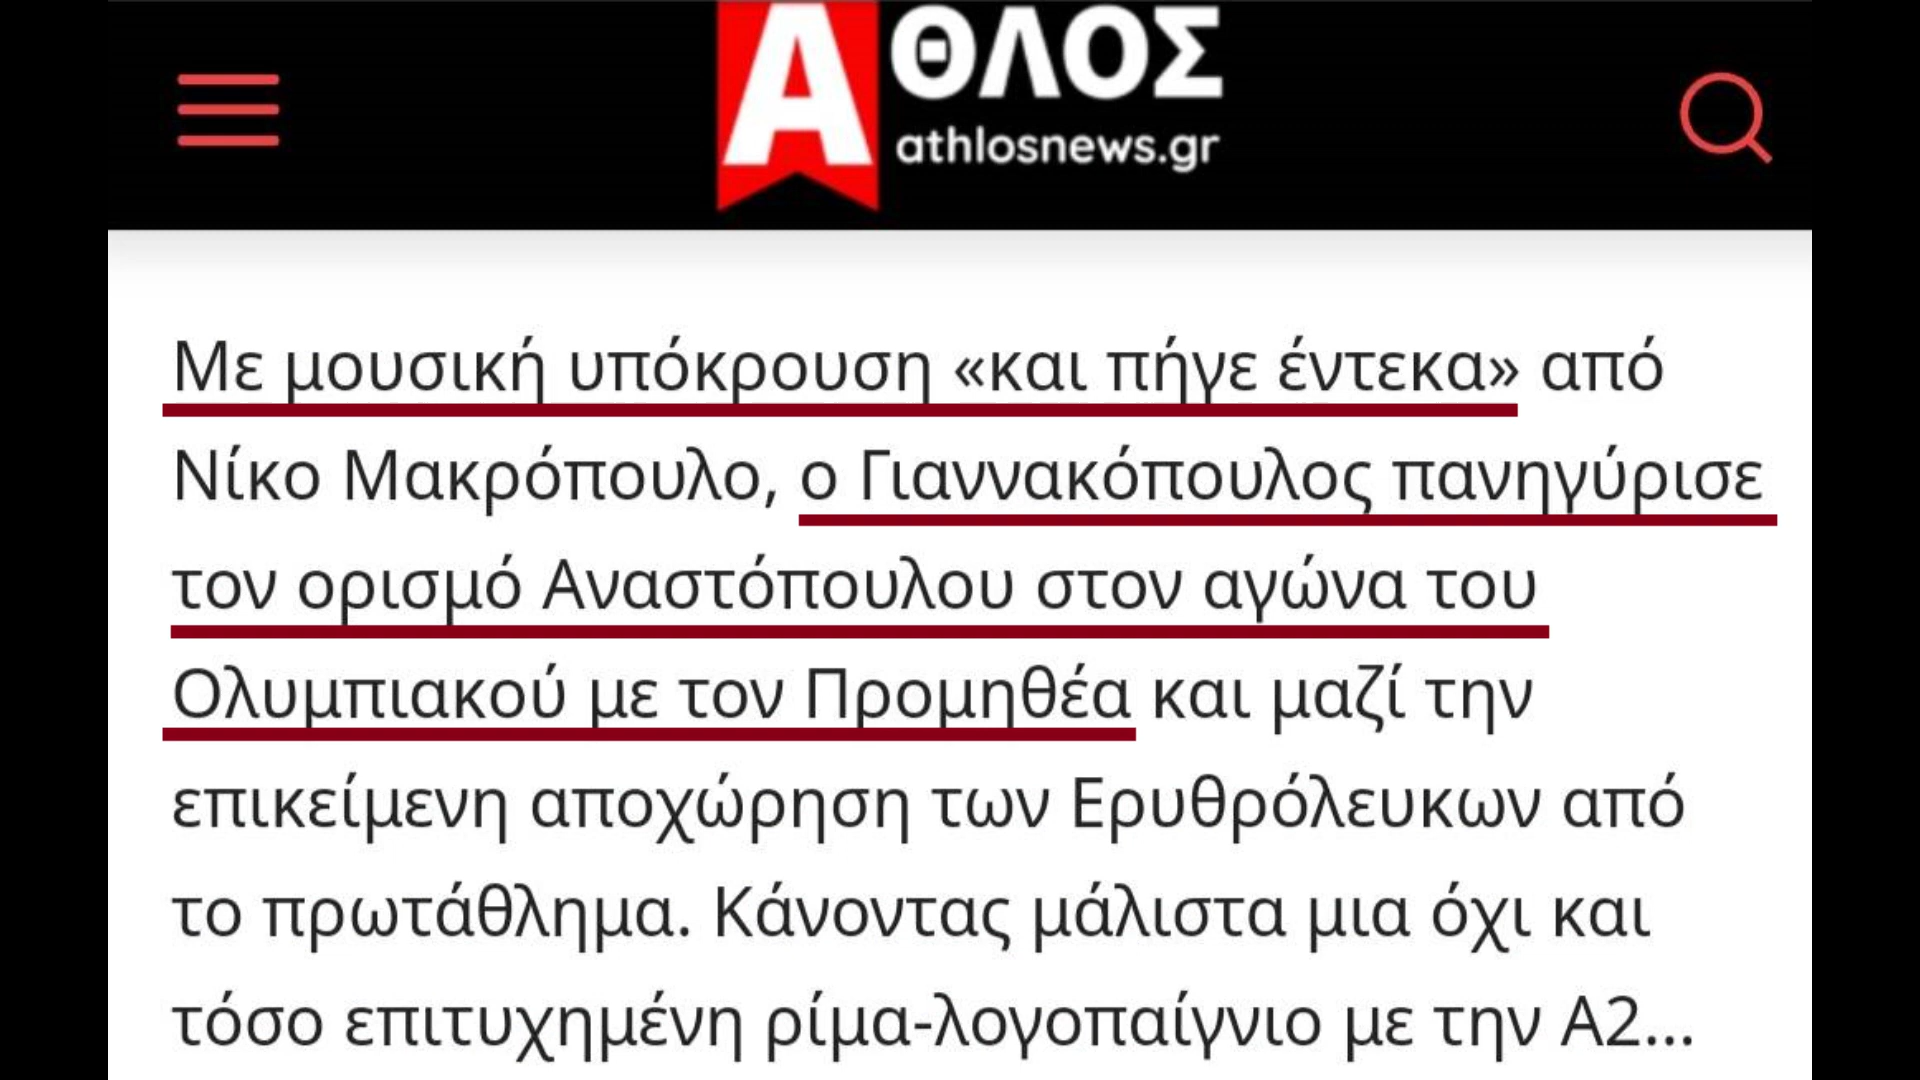 ΑΘΛΟΣ
athlosnews.gr
Με μουσική υπόκρουση «και πήγε έντεκα» από
Νίκο Μακρόπουλο, ο Γιαννακόπουλος πανηγύρισε
τον ορισμό Αναστόπουλου στον αγώνα του
Ολυμπιακού με τον Προμηθέα και μαζί την
επικείμενη αποχώρηση των Ερυθρόλευκων από
το πρωτάθλημα. Κάνοντας μάλιστα μια όχι και
τόσο επιτυχημένη ρίμα-λογοπαίγνιο με την Α2...